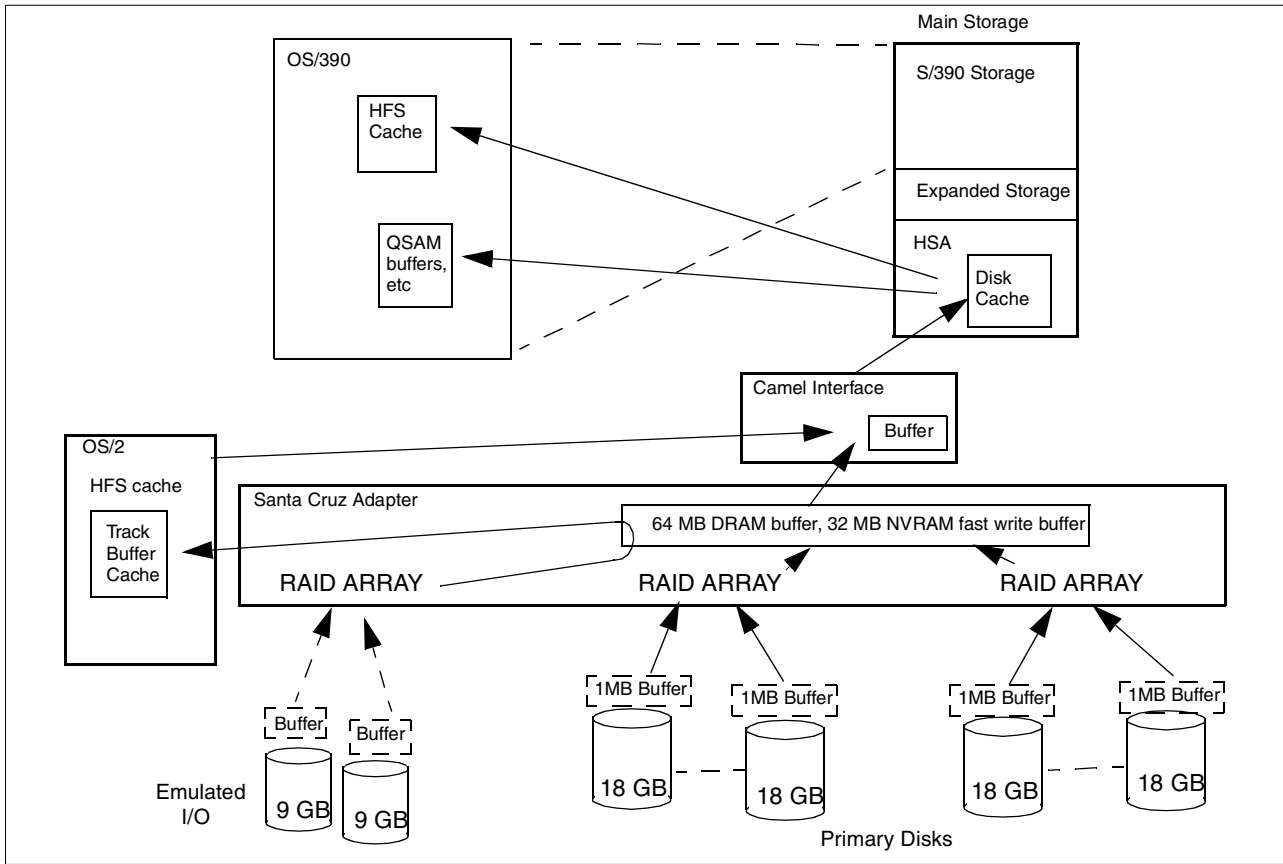 Main Storage
OS/390
S/390 Storage
HFS
Cache
Expanded Storage
QSAM
buffers,
etc
HSA
Disk
Cache
Camel Interface
Buffer
OS/2
HFS cache
Track
Buffer
Cache
Santa Cruz Adapter
64 MB DRAM buffer, 32 MB NVRAM fast write buffer
RAID ARRAY
RAID ARRAY
RAID ARRAY
1MB Buffer
1MB Buffer
1MB Buffer
1MB Buffer
Buffer
Buffer
Emulated
I/O
9 GB
9 GB
18 GB
18 GB
18 GB
18 GB
Primary Disks